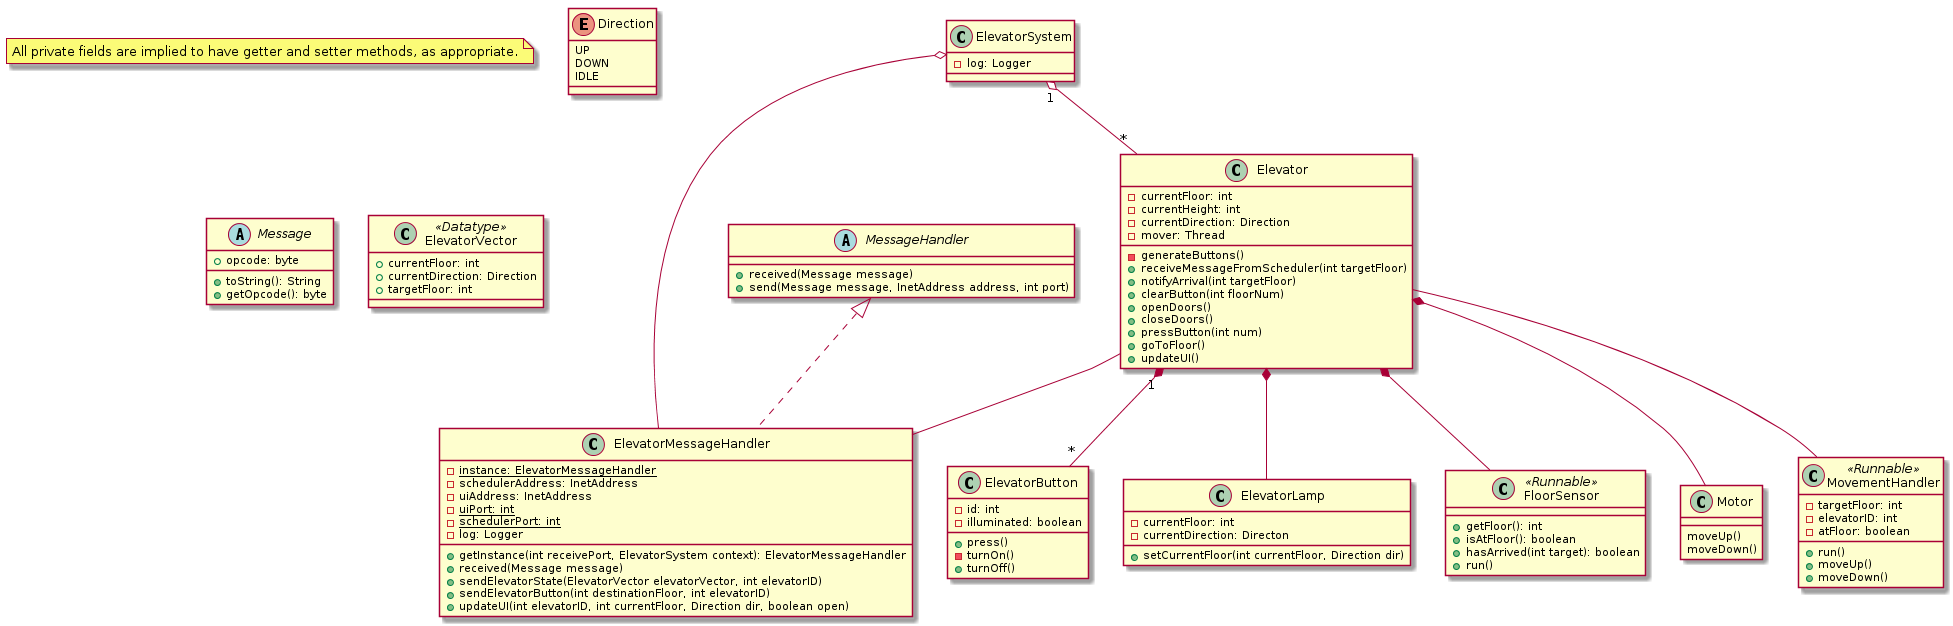 All private fields are implied to have getter and setter methods, as appropriate.
E Direction
UP
DOWN
IDLE
C ElevatorSystem
log: Logger
1
*
C Elevator
currentFloor: int
currentHeight: int
currentDirection: Direction
mover: Thread
generateButtons()
receiveMessageFromScheduler(int targetFloor)
notifyArrival(int targetFloor)
clearButton(int floorNum)
openDoors()
closeDoors()
pressButton(int num)
goToFloor()
updateUI()
A Message
opcode: byte
toString(): String
getOpcode(): byte
C «Datatype»
ElevatorVector
currentFloor: int
currentDirection: Direction
targetFloor: int
A MessageHandler
received(Message message)
send(Message message, InetAddress address, int port)
1
*
C ElevatorMessageHandler
instance: ElevatorMessageHandler
schedulerAddress: InetAddress
uiAddress: InetAddress
uiPort: int
schedulerPort: int
log: Logger
getInstance(int receivePort, ElevatorSystem context): ElevatorMessageHandler
received(Message message)
sendElevatorState(ElevatorVector elevatorVector, int elevatorID)
sendElevatorButton(int destinationFloor, int elevatorID)
updateUI(int elevatorID, int currentFloor, Direction dir, boolean open)
C ElevatorButton
id: int
illuminated: boolean
press()
turnOn()
turnOff()
C ElevatorLamp
currentFloor: int
currentDirection: Directon
setCurrentFloor(int currentFloor, Direction dir)
C «Runnable»
FloorSensor
getFloor(): int
isAtFloor(): boolean
hasArrived(int target): boolean
run()
C Motor
moveUp()
moveDown()
C «Runnable»
MovementHandler
targetFloor: int
elevatorID: int
atFloor: boolean
run()
moveUp()
moveDown()